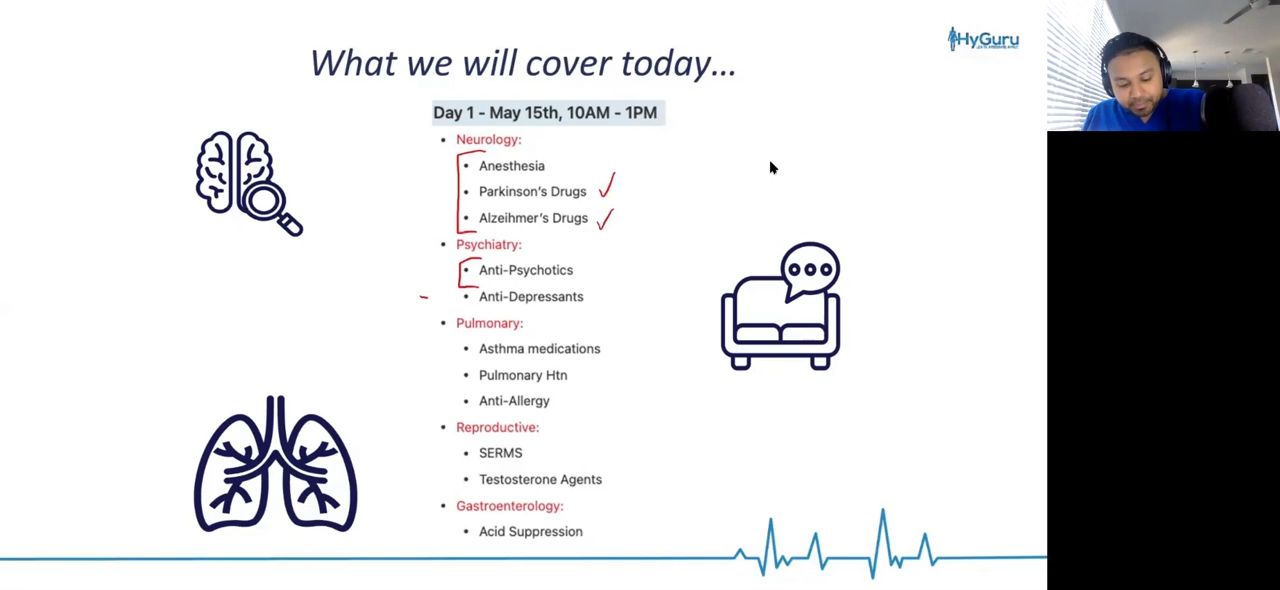 What we will cover today...
HyGuru
Day 1 - May 15th, 10AM - 1PM
• Neurology:
• Anesthesia
• Parkinson's Drugs
• Alzeihmer's Drugs
• Psychiatry:
• Anti-Psychotics
• Anti-Depressants
• Pulmonary:
• Asthma medications
• Pulmonary Htn
• Anti-Allergy
• Reproductive:
• SERMS
• Testosterone Agents
• Gastroenterology:
• Acid Suppression